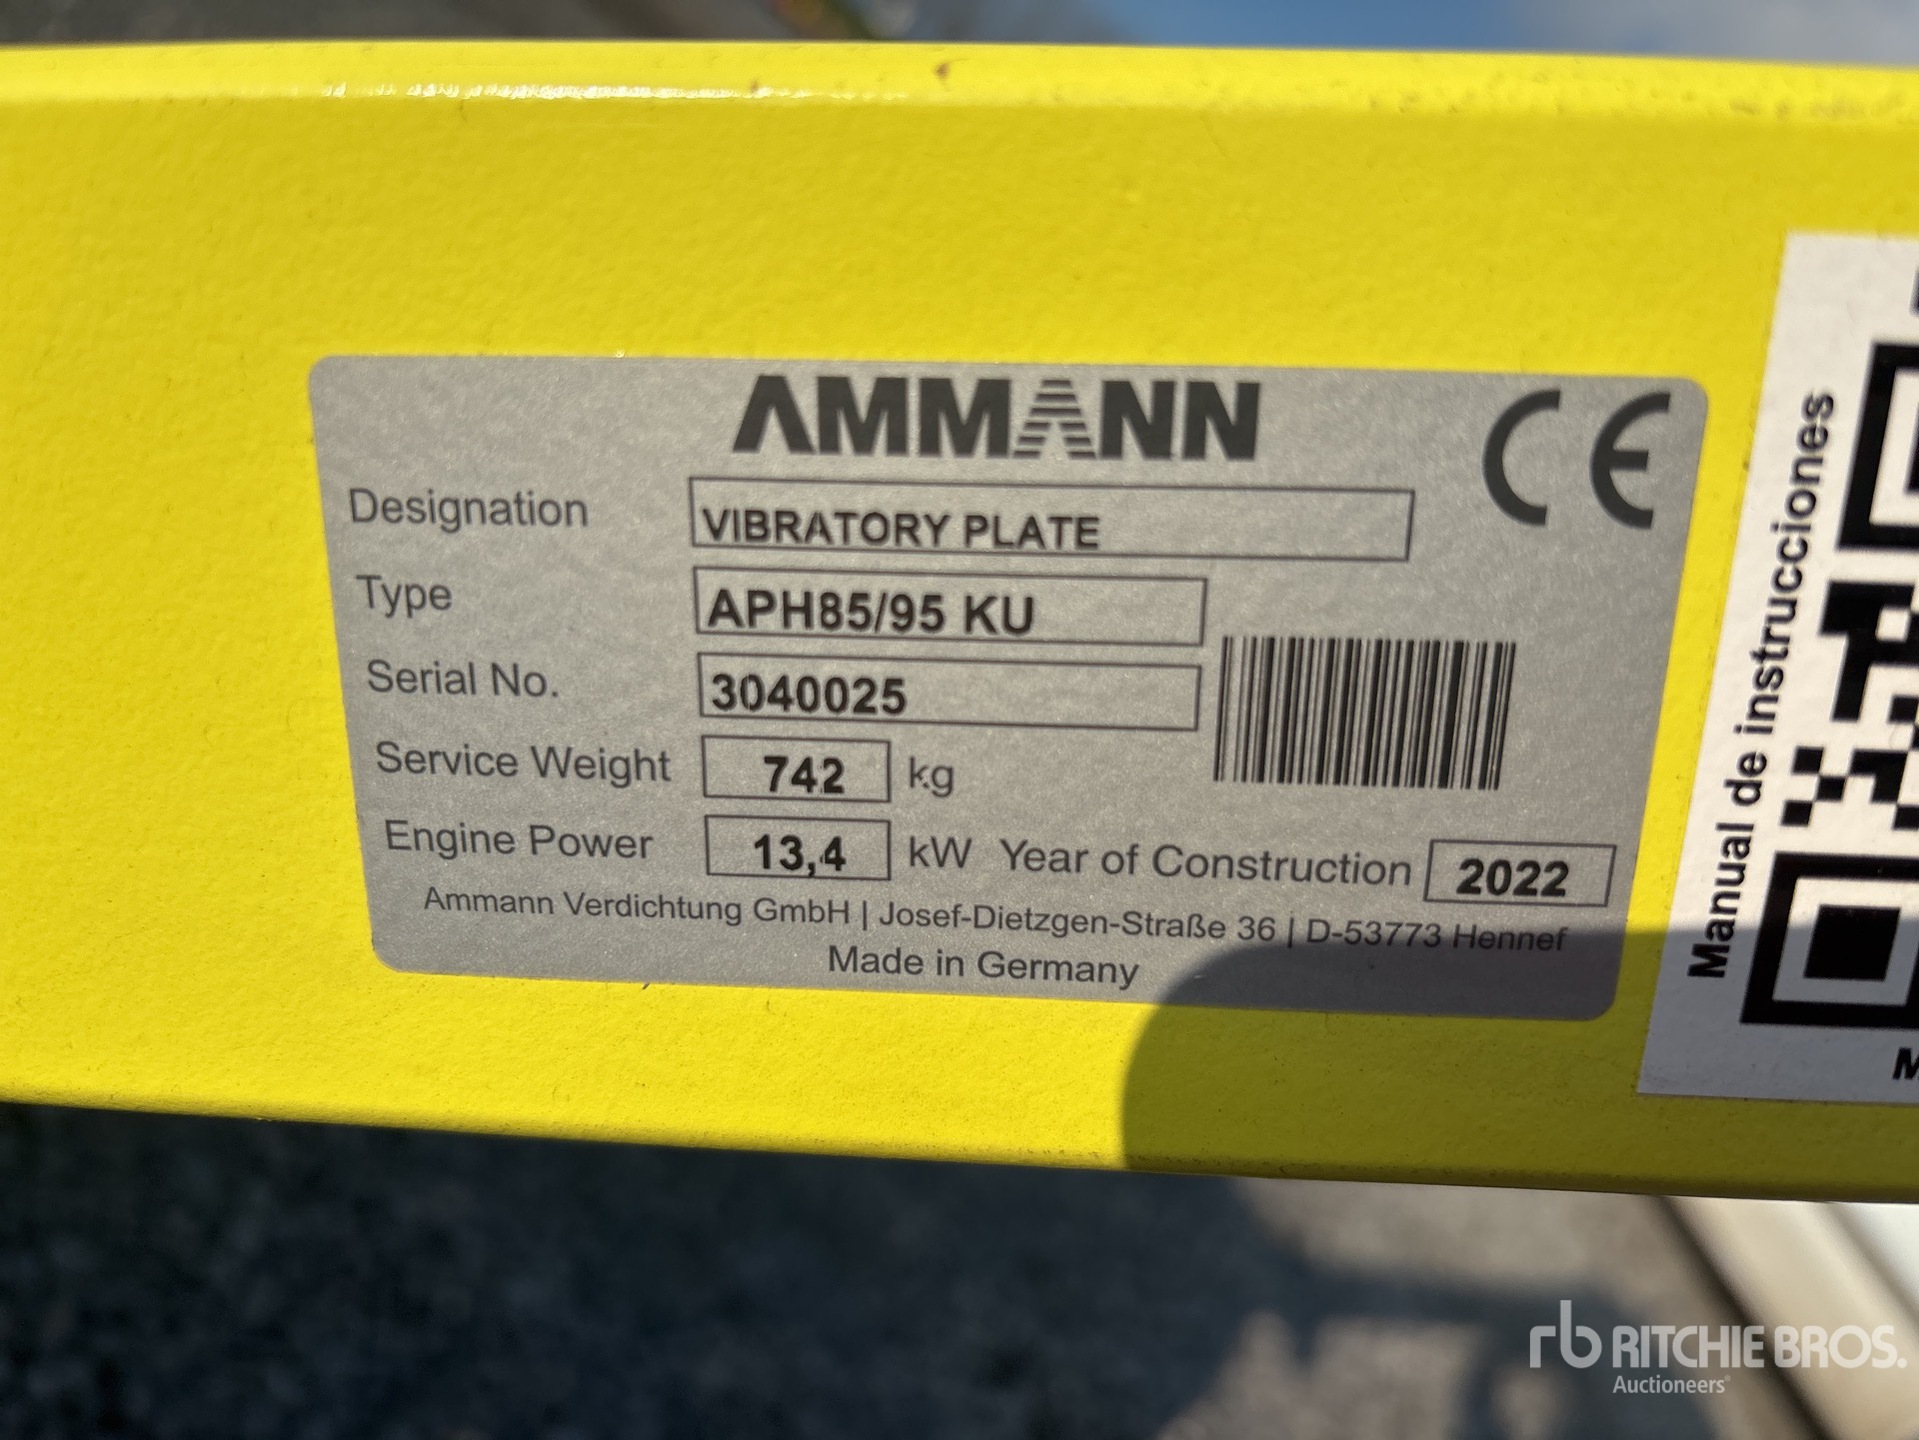 AMMANN
CE
Designation VIBRATORY PLATE
Type APH85/95 KU
Serial No. 3040025
Service Weight 742 kg
Engine Power 13,4 kW Year of Construction 2022
Ammann Verdichtung GmbH | Josef-Dietzgen-Straße 36 | D-53773 Hennef
Made in Germany
Manual de instrucciones
M
rb RITCHIE BROS.
Auctioneers®